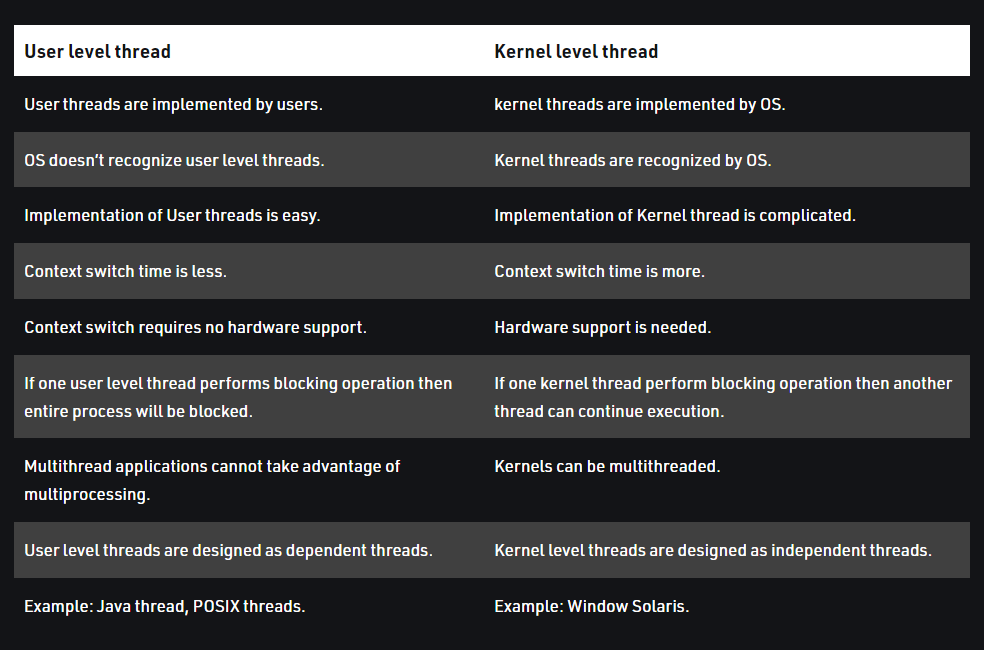 User level thread	Kernel level thread
User threads are implemented by users.	kernel threads are implemented by OS.
OS doesn't recognize user level threads.	Kernel threads are recognized by OS.
Implementation of User threads is easy.	Implementation of Kernel thread is complicated.
Context switch time is less.	Context switch time is more.
Context switch requires no hardware support.	Hardware support is needed.
If one user level thread performs blocking operation then	If one kernel thread perform blocking operation then another
entire process will be blocked.	thread can continue execution.
Multithread applications cannot take advantage of	Kernels can be multithreaded.
multiprocessing.
User level threads are designed as dependent threads.	Kernel level threads are designed as independent threads.
Example: Java thread, POSIX threads.	Example: Window Solaris.